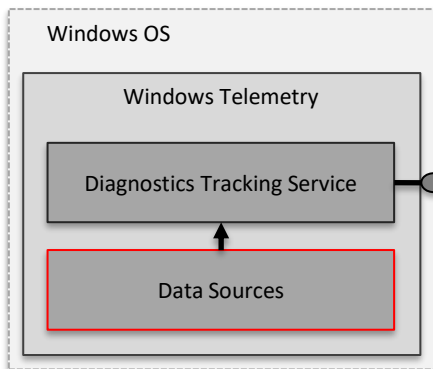 Windows OS
Windows Telemetry
Diagnostics Tracking Service
Data Sources